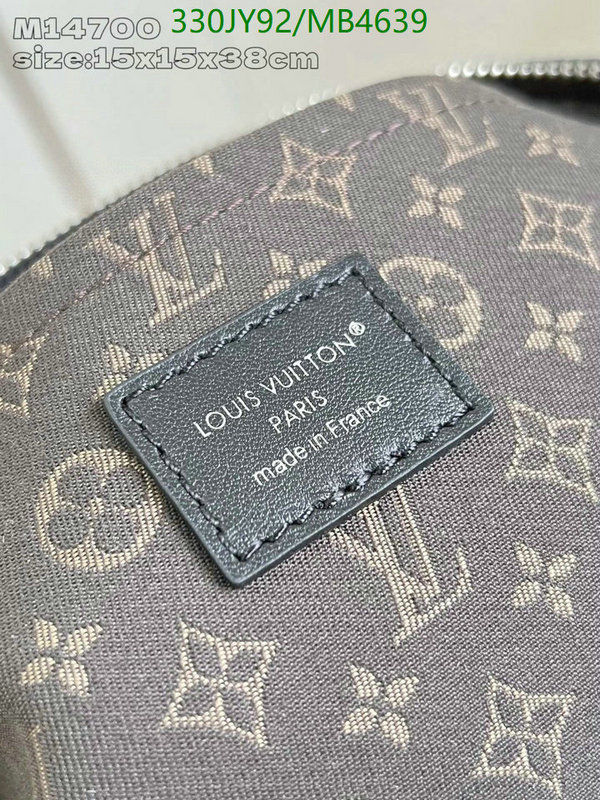 330JY92/MB4639
M14700
size:15x15x38cm
LOUIS VUITTON®
PARIS
made in France